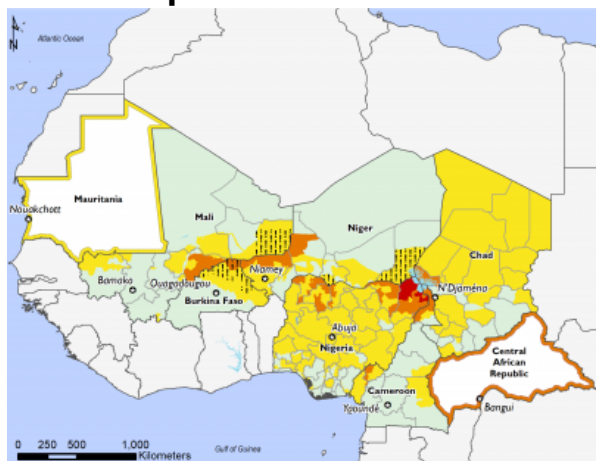 N
Atlantic Ocean
Mauritania
Nouakchott
Mali
Niger
Chad
Niamey
Bamako
Ouagadougou
N'Djaména
Burkina Faso
Abuja
Nigeria
Central
African
Republic
Cameroon
Yaoundé
Bangui
0 250 500 1,000
Kilometers
Gulf of Guinea